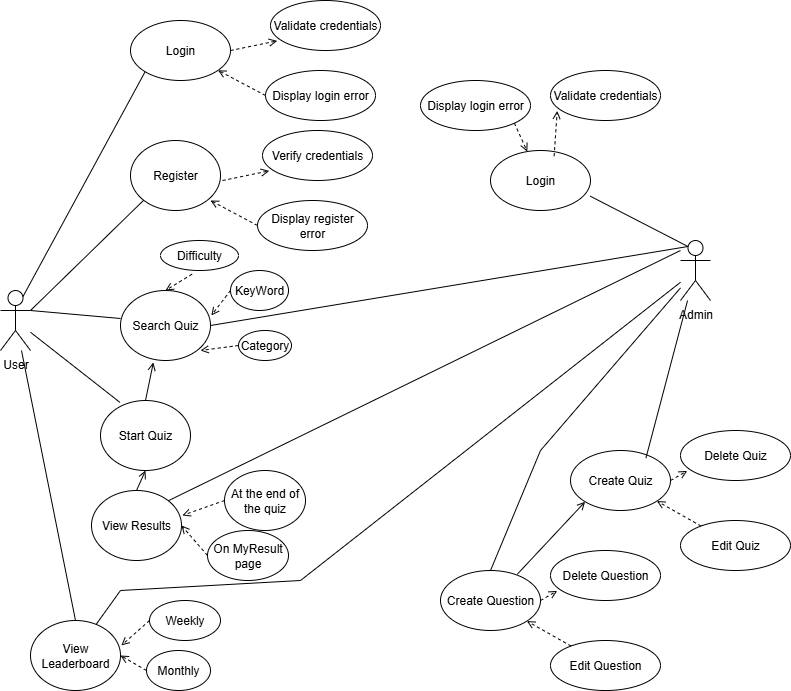 Login
Validate credentials
Display login error
Register
Verify credentials
Display register
error
Difficulty
KeyWord
Search Quiz
Category
User
Start Quiz
View Results
At the end of
the quiz
On MyResult
page
View
Leaderboard
Weekly
Monthly
Display login error
Validate credentials
Login
Admin
Create Quiz
Delete Quiz
Edit Quiz
Create Question
Delete Question
Edit Question